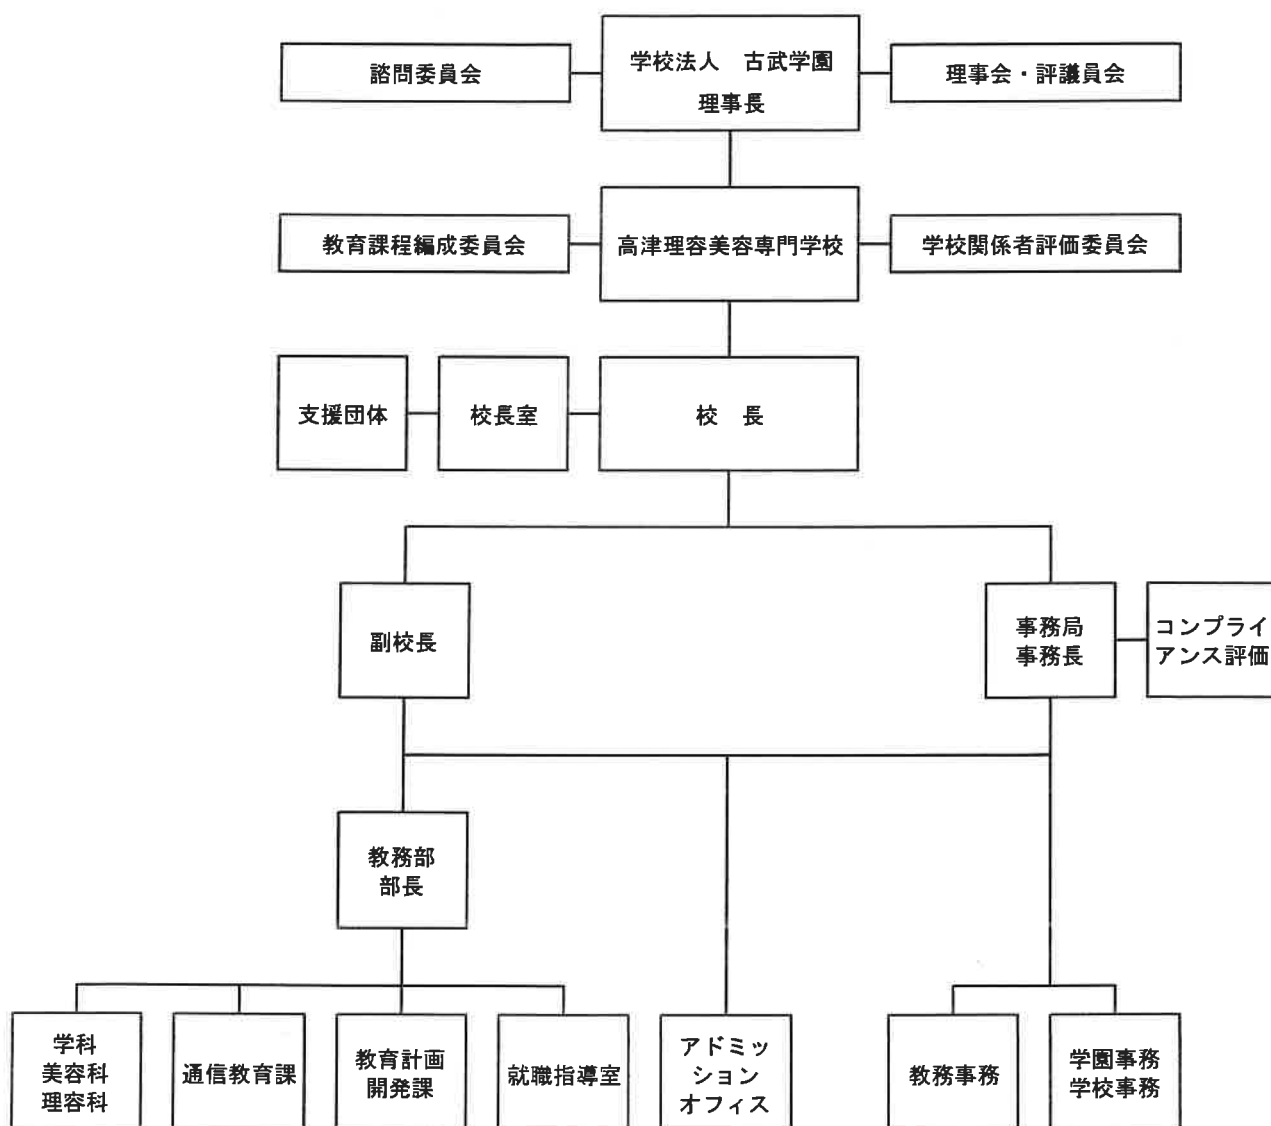 諮問委員会
学校法人　古武学園
理事長
理事会・評議員会
教育課程編成委員会
高津理容美容専門学校
学校関係者評価委員会
支援団体
校長室
校　長
副校長
事務局
事務長
コンプライ
アンス評価
教務部
部長
学科
美容科
理容科
通信教育課
教育計画
開発課
就職指導室
アドミッ
ション
オフィス
教務事務
学園事務
学校事務